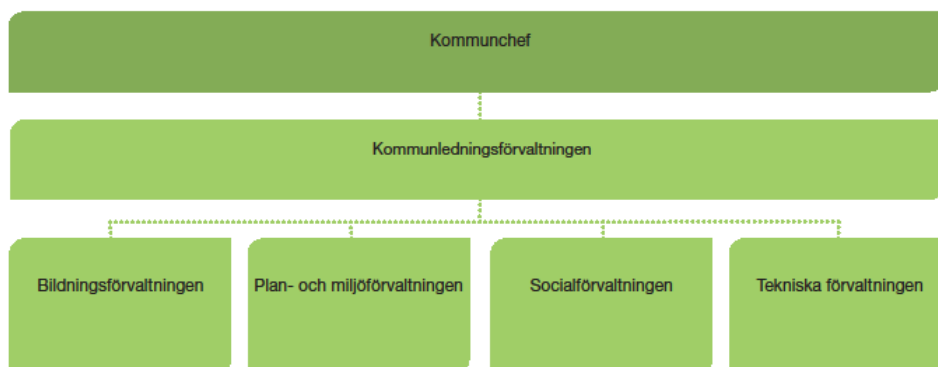 Kommunchef
Kommunledningsförvaltningen
Bildningsförvaltningen
Plan- och miljöförvaltningen
Socialförvaltningen
Tekniska förvaltningen